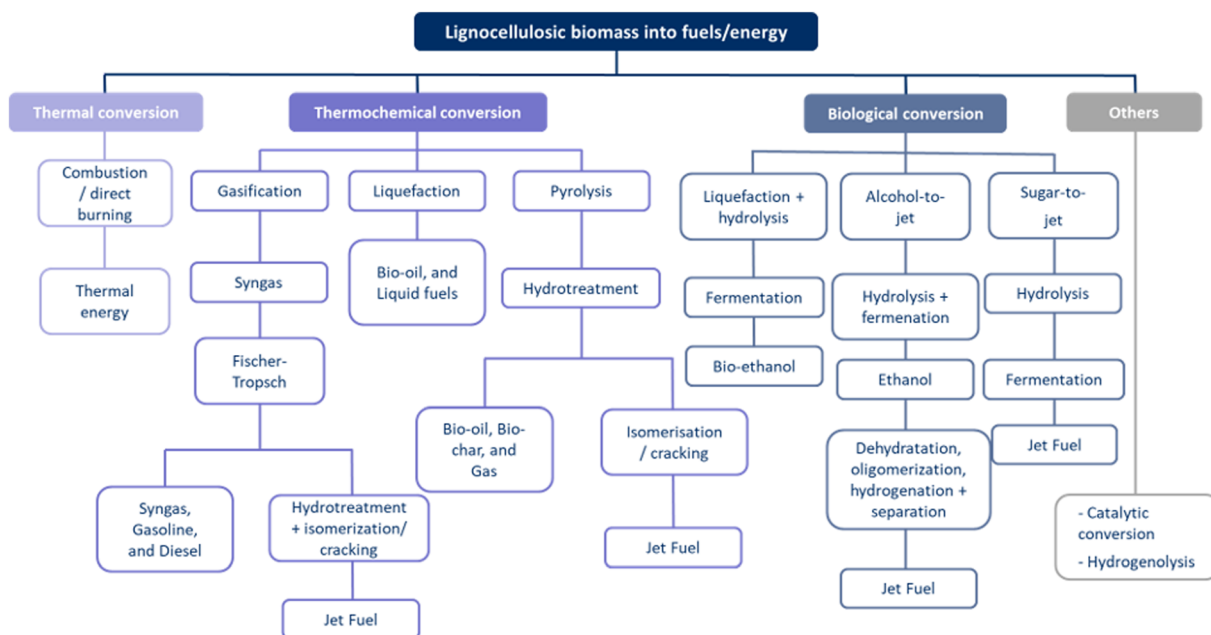 Lignocellulosic biomass into fuels/energy
Thermal conversion
Combustion
/ direct
burning
Thermal
energy
Thermochemical conversion
Gasification
Syngas
Fischer-
Tropsch
Syngas,
Gasoline,
and Diesel
Hydrotreatment
+ isomerization/
cracking
Jet Fuel
Liquefaction
Bio-oil, and
Liquid fuels
Pyrolysis
Hydrotreatment
Bio-oil, Bio-
char, and
Gas
Isomerisation
/ cracking
Jet Fuel
Biological conversion
Liquefaction +
hydrolysis
Fermentation
Bio-ethanol
Alcohol-to-
jet
Hydrolysis +
fermenation
Ethanol
Dehydratation,
oligomerization,
hydrogenation +
separation
Jet Fuel
Sugar-to-
jet
Hydrolysis
Fermentation
Jet Fuel
Others
- Catalytic
conversion
- Hydrogenolysis